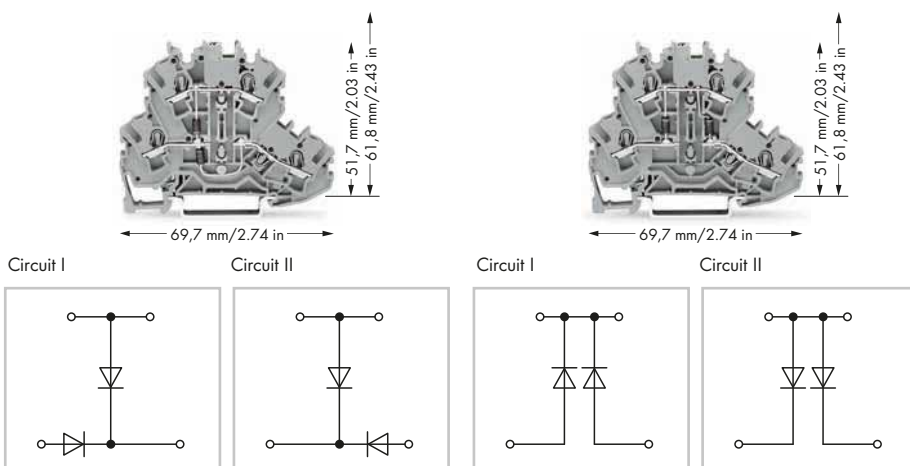 51,7 mm/2.03 in
61,8 mm/2.43 in
51,7 mm/2.03 in
61,8 mm/2.43 in
69,7 mm/2.74 in
69,7 mm/2.74 in
Circuit I
Circuit II
Circuit I
Circuit II